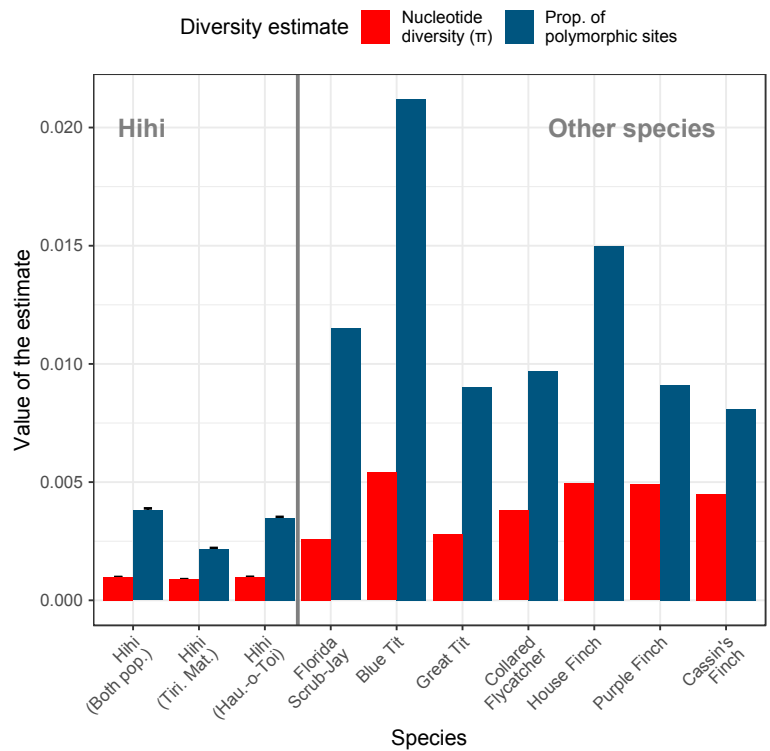 Diversity estimate
Nucleotide
diversity (π)
Prop. of
polymorphic sites
Hihi
Other species
Value of the estimate
0.020
0.015
0.010
0.005
0.000
Hihi
(Both pop.)
Hihi
(Tiri. Mat.)
Hihi
(Hau.-o-Toi)
Florida
Scrub-Jay
Blue Tit
Great Tit
Collared
Flycatcher
House Finch
Purple Finch
Cassin's
Finch
Species